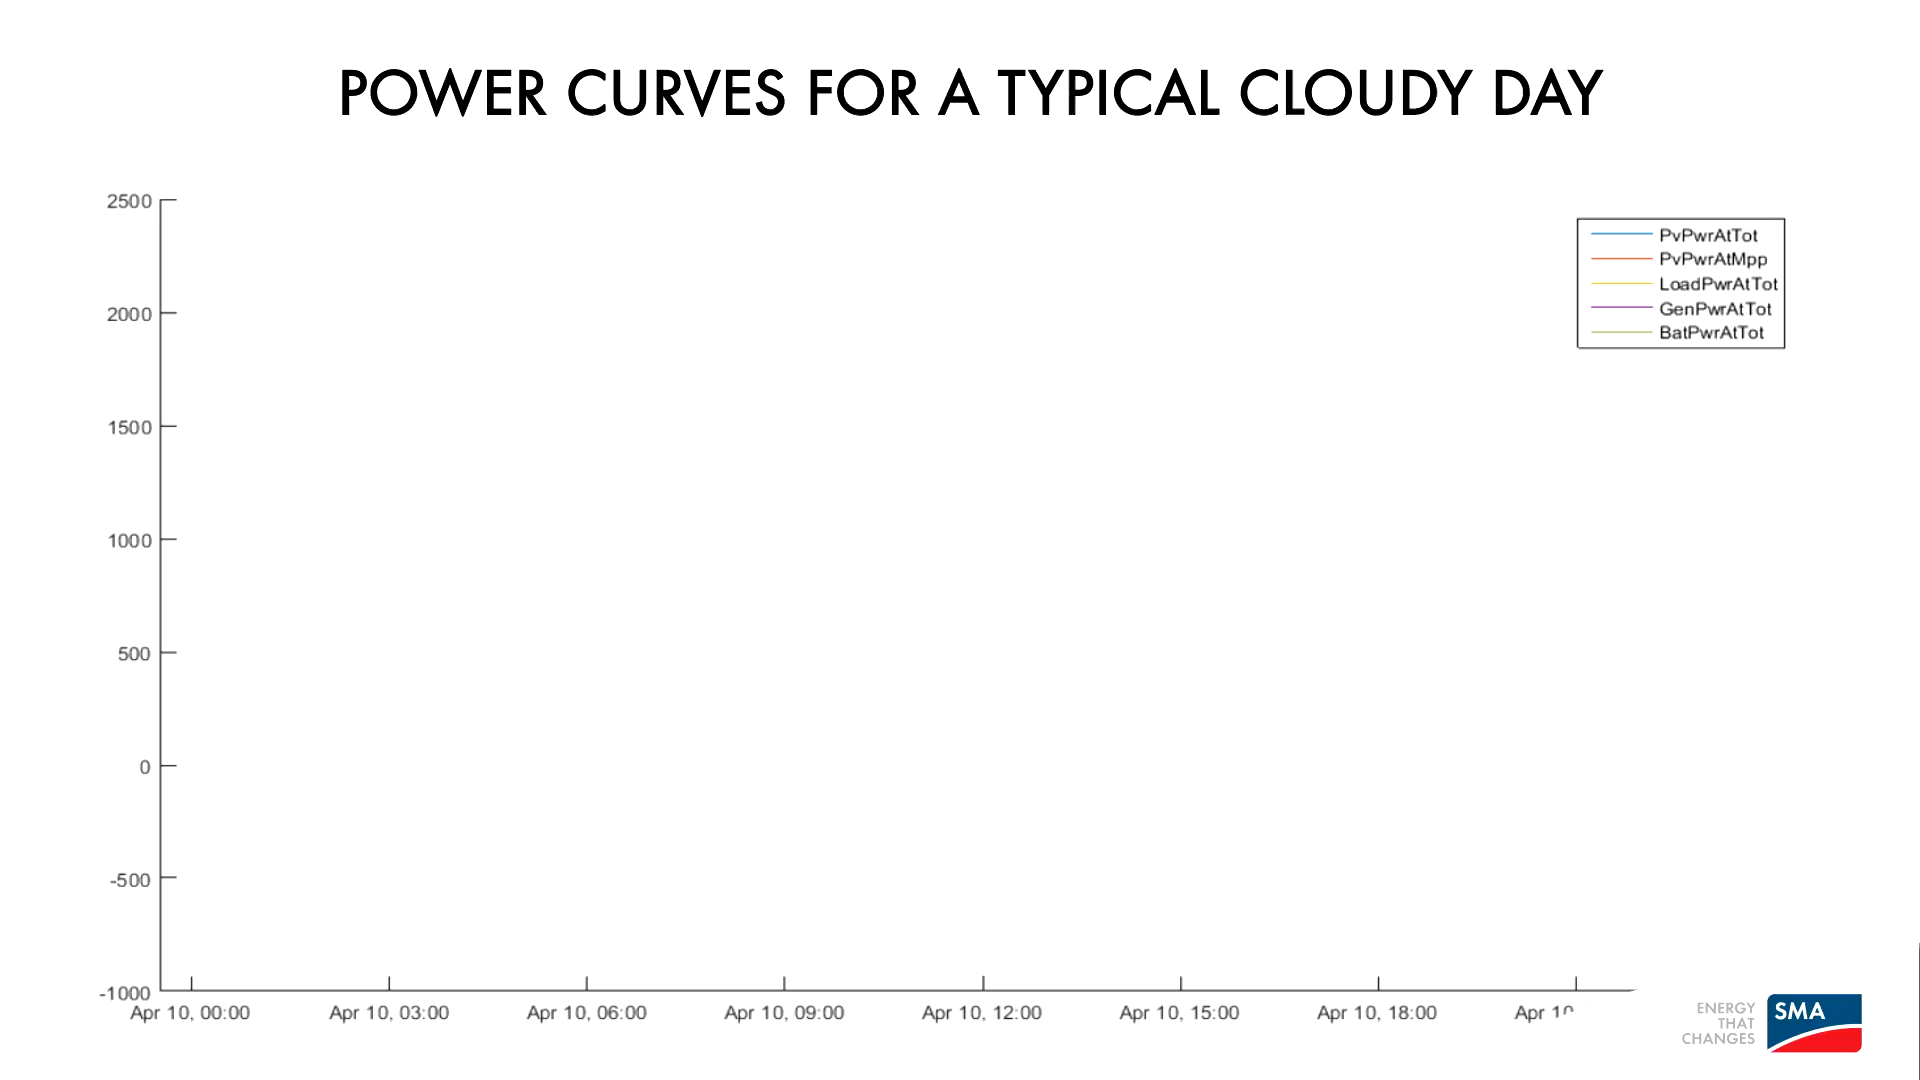 POWER CURVES FOR A TYPICAL CLOUDY DAY
2500
2000
1500
1000
500
0
-500
-1000
PvPwrAtTot
PvPwrAtMpp
LoadPwrAtTot
GenPwrAtTot
BatPwrAtTot
Apr 10, 00:00 Apr 10, 03:00 Apr 10, 06:00 Apr 10, 09:00 Apr 10, 12:00 Apr 10, 15:00 Apr 10, 18:00 Apr
ENERGY
THAT
CHANGES
SMA